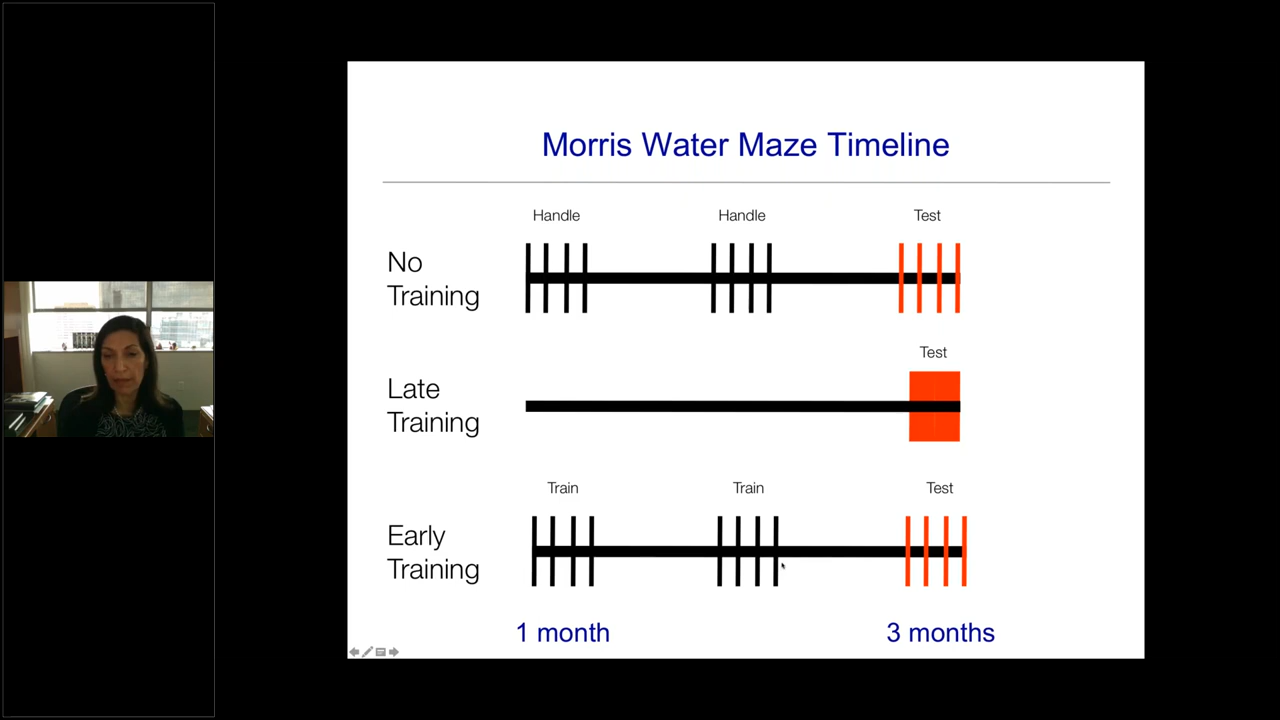 Morris Water Maze Timeline
Handle
Handle
Test
No
Training
Test
Late
Training
Train
Train
Test
Early
Training
1 month
3 months